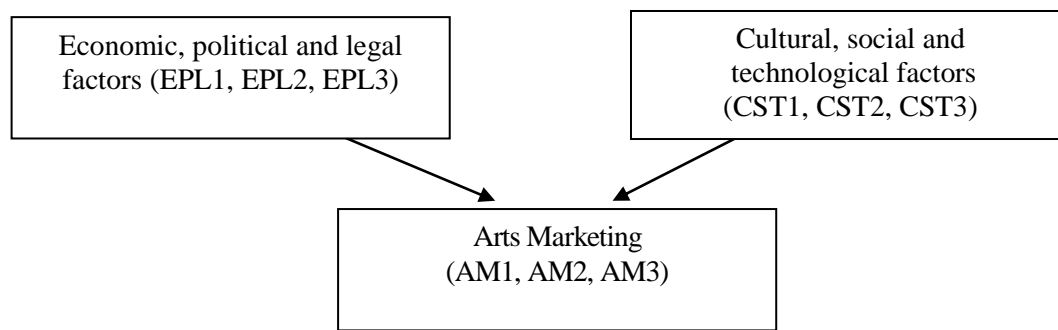 Economic, political and legal
factors (EPL1, EPL2, EPL3)
Cultural, social and
technological factors
(CST1, CST2, CST3)
Arts Marketing
(AM1, AM2, AM3)